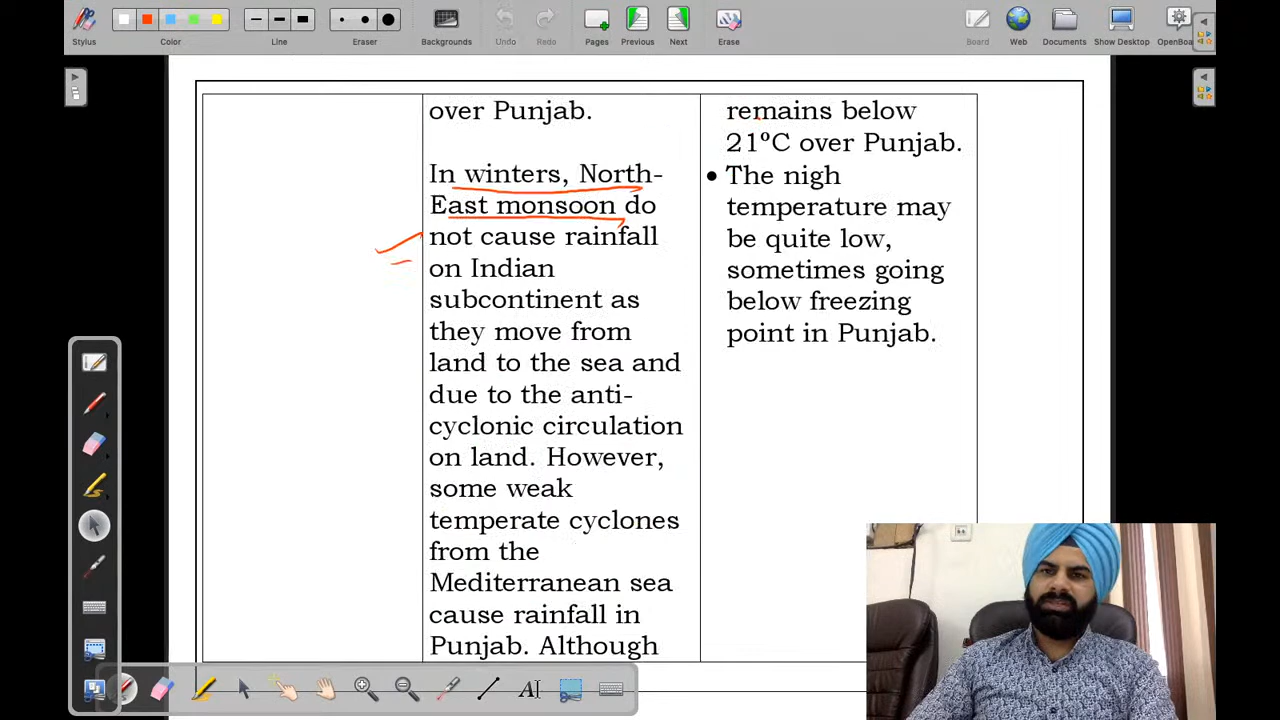 Stylus
Color
Line
Eraser
Backgrounds
Undo
Redo
Pages
Previous
Next
Erase
Board
Web
Documents
Show Desktop
over Punjab.
In winters, North-
East monsoon do
not cause rainfall
on Indian
subcontinent as
they move from
land to the sea and
due to the anti-
cyclonic circulation
on land. However,
some weak
temperate cyclones
from the
Mediterranean sea
cause rainfall in
Punjab. Although
remains below
21°C over Punjab.
• The nigh
temperature may
be quite low,
sometimes going
below freezing
point in Punjab.